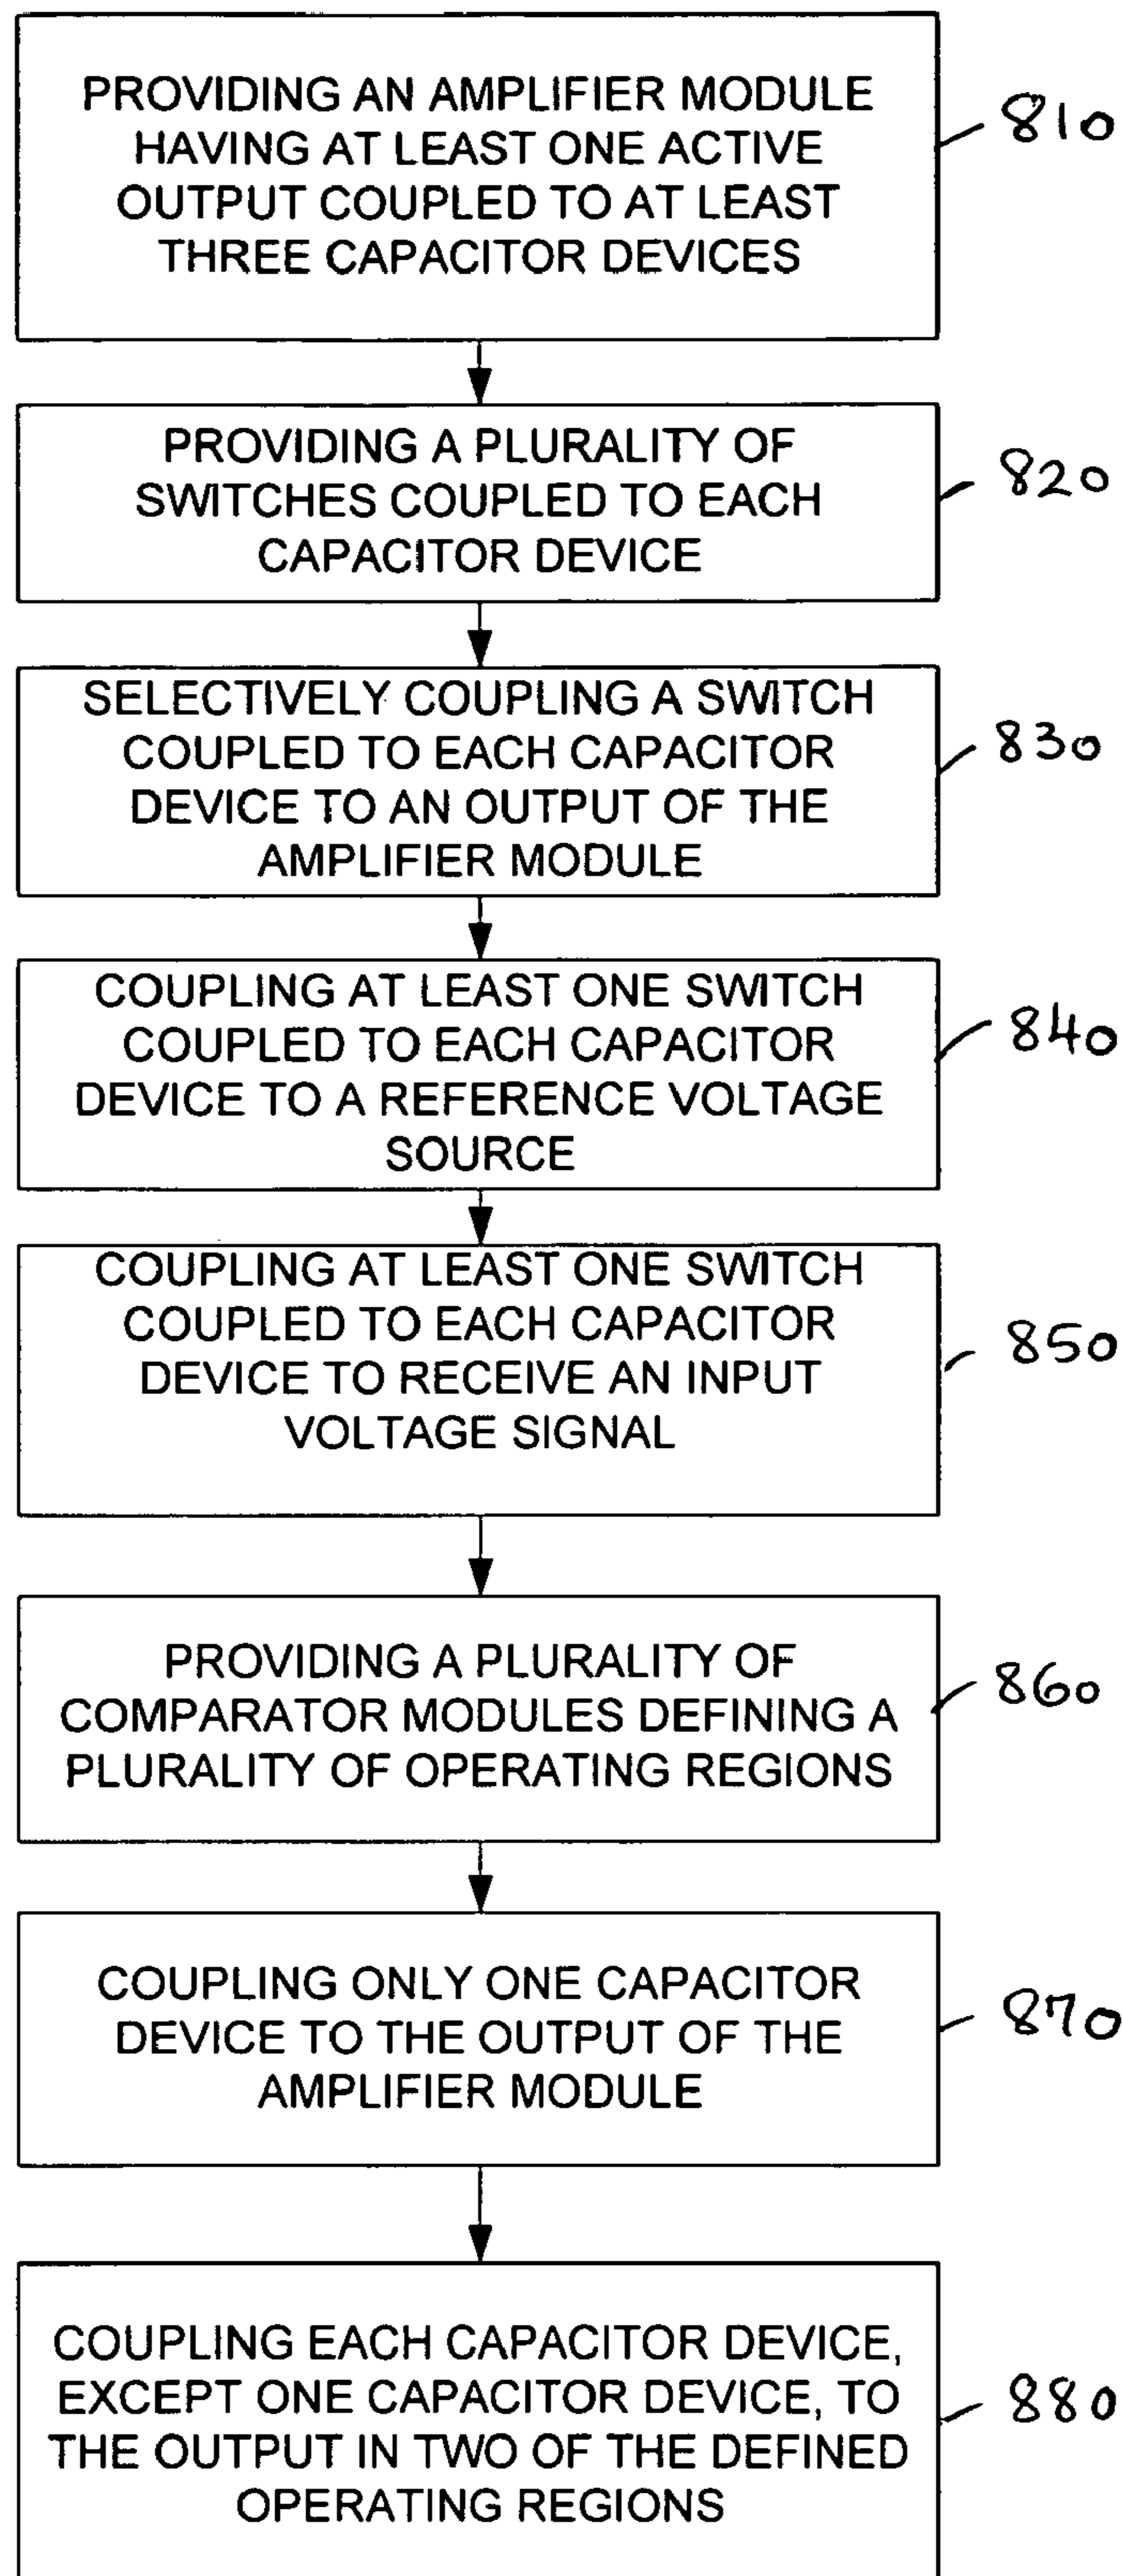 PROVIDING AN AMPLIFIER MODULE
HAVING AT LEAST ONE ACTIVE
OUTPUT COUPLED TO AT LEAST
THREE CAPACITOR DEVICES
810
PROVIDING A PLURALITY OF
SWITCHES COUPLED TO EACH
CAPACITOR DEVICE
820
SELECTIVELY COUPLING A SWITCH
COUPLED TO EACH CAPACITOR
DEVICE TO AN OUTPUT OF THE
AMPLIFIER MODULE
830
COUPLING AT LEAST ONE SWITCH
COUPLED TO EACH CAPACITOR
DEVICE TO A REFERENCE VOLTAGE
SOURCE
840
COUPLING AT LEAST ONE SWITCH
COUPLED TO EACH CAPACITOR
DEVICE TO RECEIVE AN INPUT
VOLTAGE SIGNAL
850
PROVIDING A PLURALITY OF
COMPARATOR MODULES DEFINING A
PLURALITY OF OPERATING REGIONS
860
COUPLING ONLY ONE CAPACITOR
DEVICE TO THE OUTPUT OF THE
AMPLIFIER MODULE
870
COUPLING EACH CAPACITOR DEVICE,
EXCEPT ONE CAPACITOR DEVICE, TO
THE OUTPUT IN TWO OF THE DEFINED
OPERATING REGIONS
880